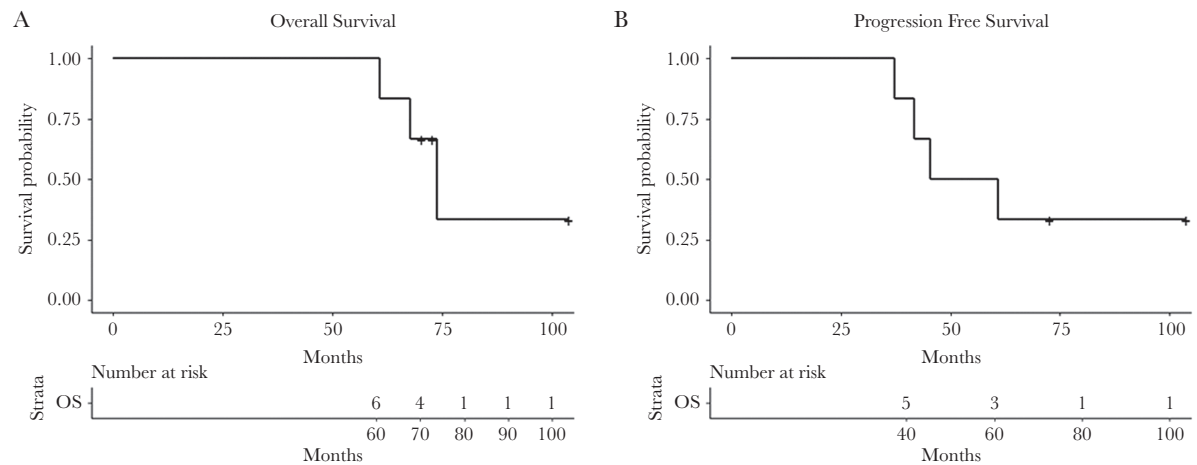 A
Overall Survival
Survival probability
1.00
0.75
0.50
0.25
0.00
0 25 50 75 100
Months
Number at risk
Strata
OS 6 4 1 1 1
60 70 80 90 100
Months
B
Progression Free Survival
Survival probability
1.00
0.75
0.50
0.25
0.00
0 25 50 75 100
Months
Number at risk
Strata
OS 5 3 1 1
40 60 80 100
Months